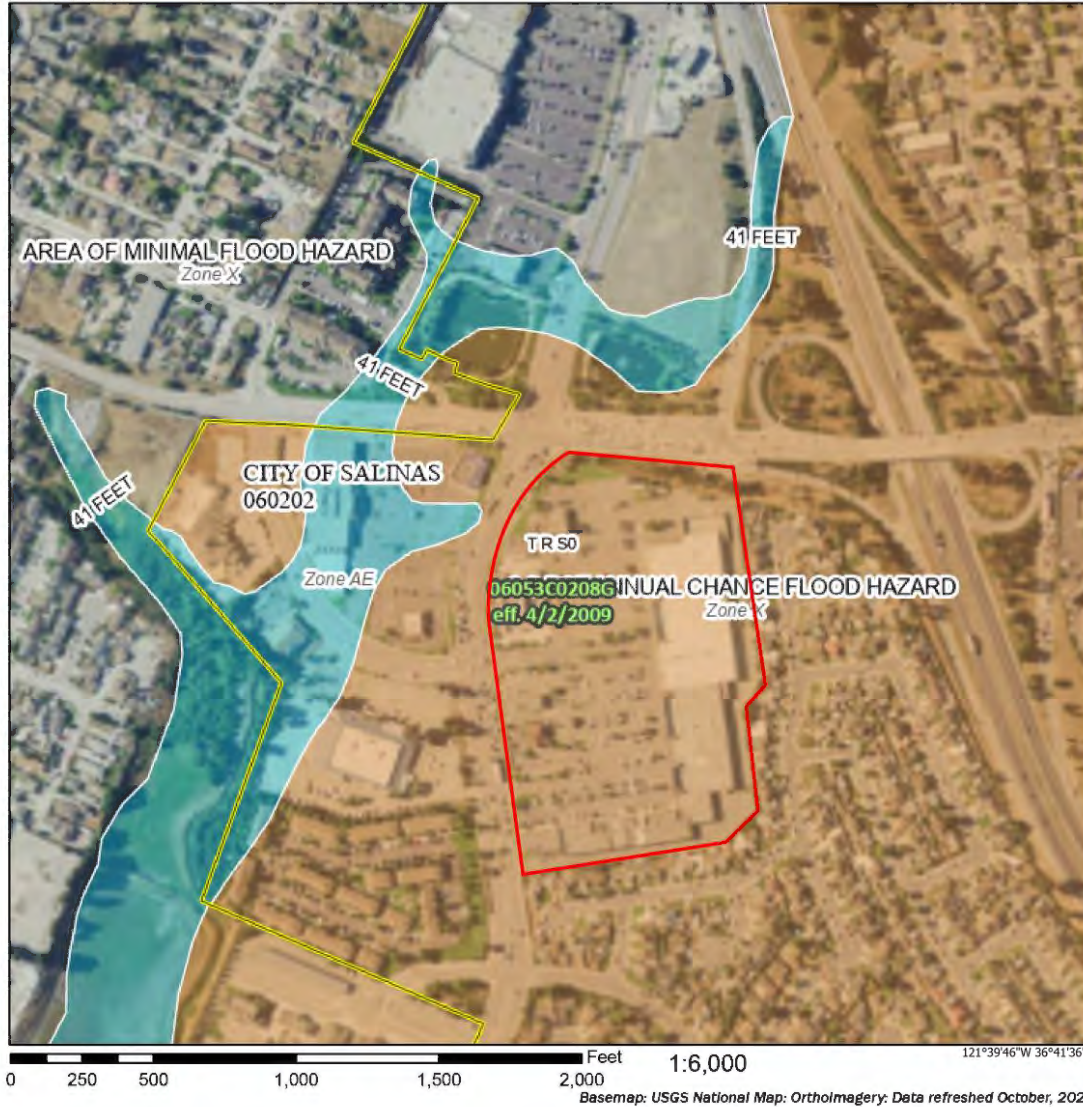 41 FEET
AREA OF MINIMAL FLOOD HAZARD
Zone X
41 FEET
CITY OF SALINAS
060202
41 FEET
T R S0
Zone AE
06053C0208G
eff. 4/2/2009
NNUAL CHANCE FLOOD HAZARD
Zone X
Feet
1:6,000
121°39'46"W 36°41'36
0 250 500 1,000 1,500 2,000
Basemap: USGS National Map: Orthoimagery: Data refreshed October, 202